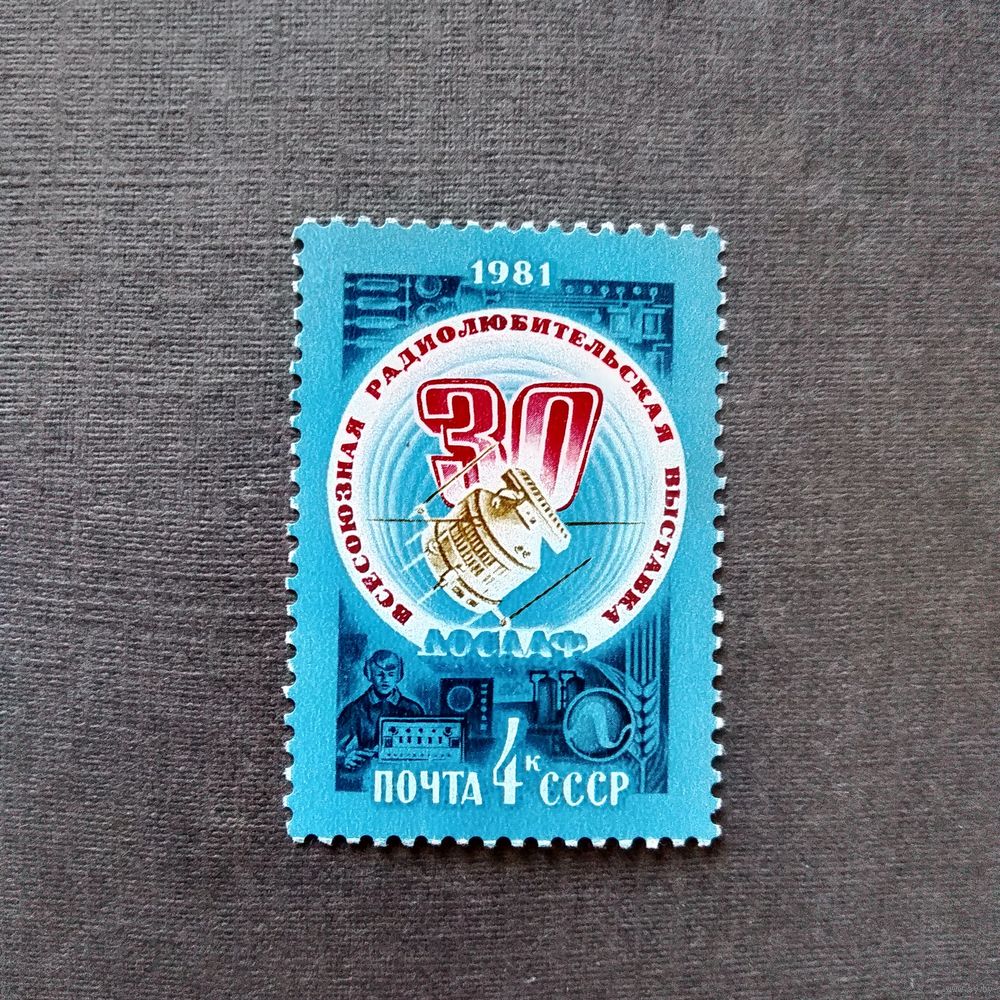 1981
ВСЕСОЮЗНАЯ РАДИОЛЮБИТЕЛЬСКАЯ ВЫСТАВКА
30
ДОСААФ
ПОЧТА 4К СССР